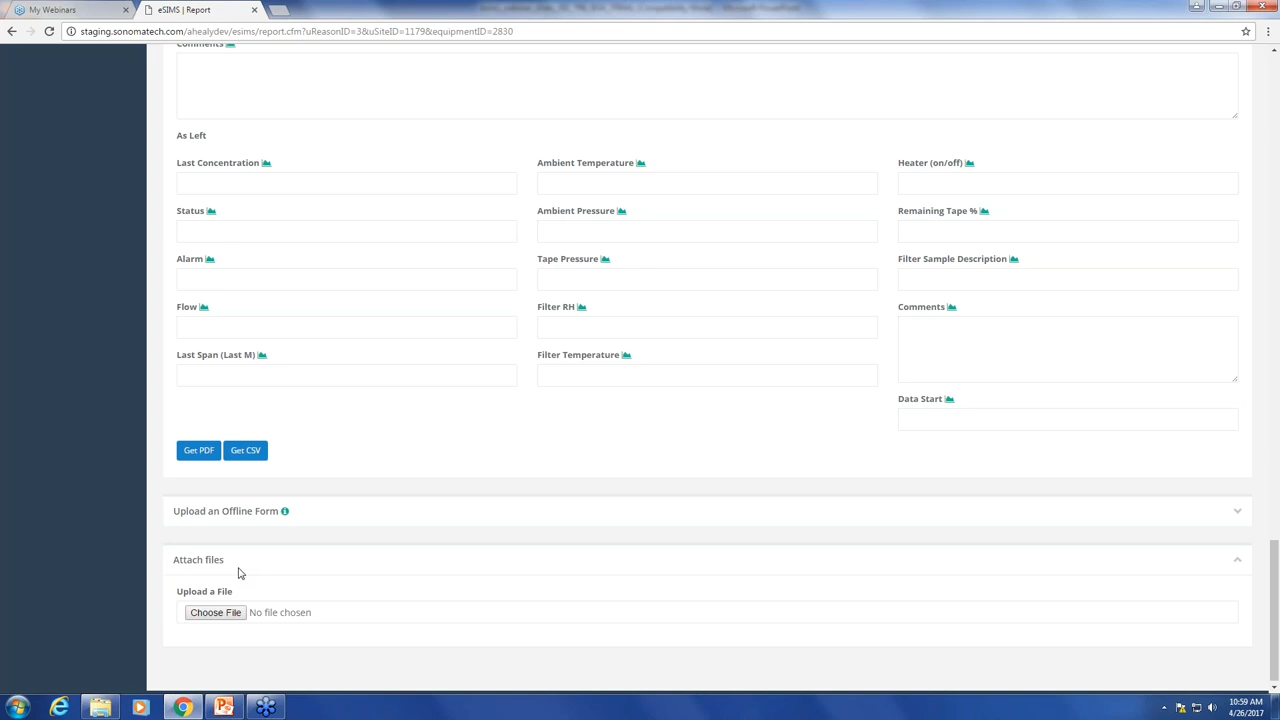 My Webinars
eSIMS | Report
staging.sonomatech.com/ahealydev/esims/report.cfm?uReasonID=3&uSiteID=1179&equipmentID=2830
Comments
As Left
Last Concentration
Ambient Temperature
Heater (on/off)
Status
Ambient Pressure
Remaining Tape %
Alarm
Tape Pressure
Filter Sample Description
Flow
Filter RH
Comments
Last Span (Last M)
Filter Temperature
Data Start
Get PDF
Get CSV
Upload an Offline Form
Attach files
Upload a File
Choose File No file chosen
10:59 AM
4/26/2017